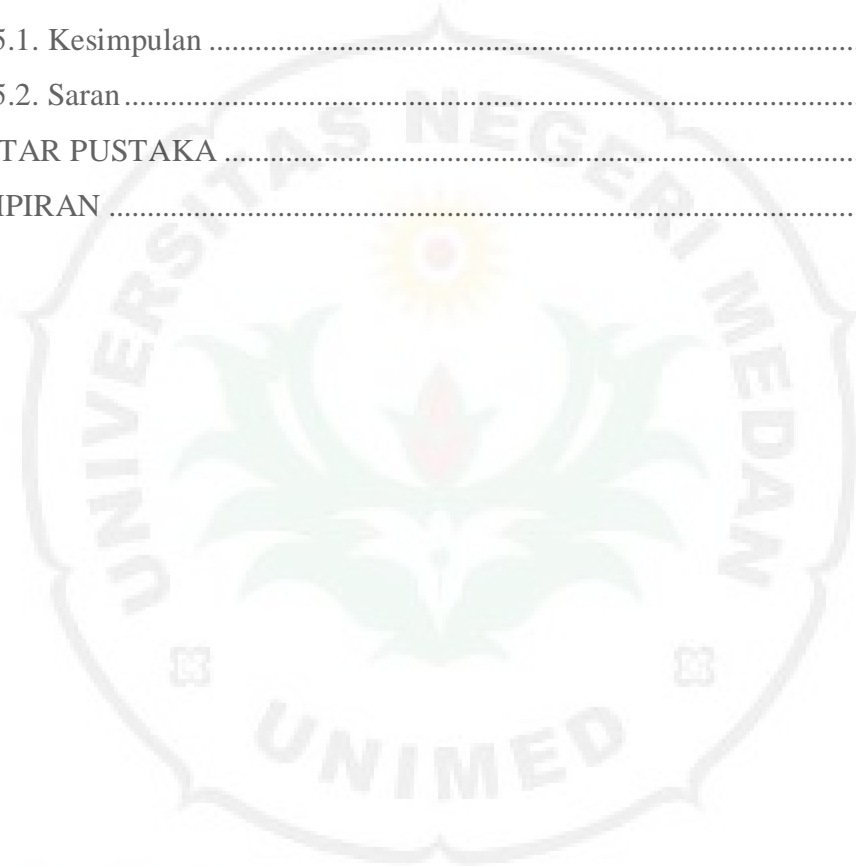 5.1. Kesimpulan ................................................................................
5.2. Saran ................................................................................
TAR PUSTAKA ................................................................................
IPIRAN ................................................................................
UNIVERSITAS NEGERI MEDAN
UNIMED